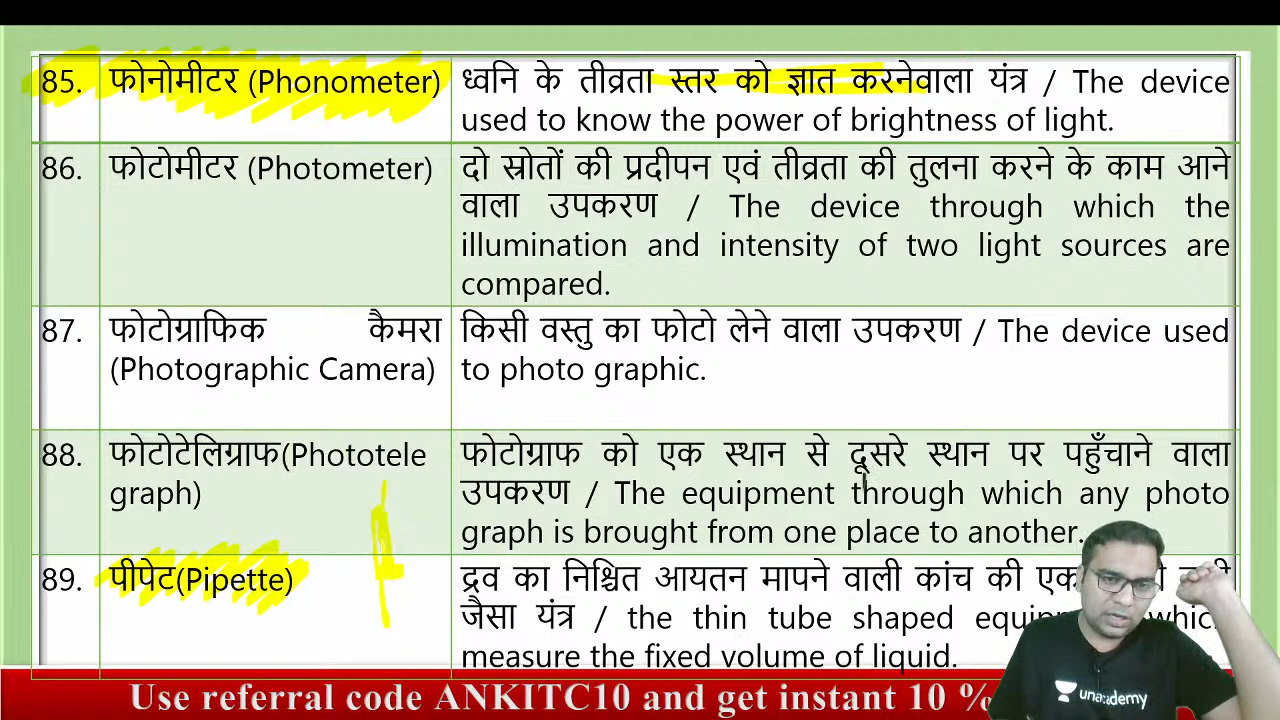 85. फोनोमीटर (Phonometer) ध्वनि के तीव्रता स्तर को ज्ञात करनेवाला यंत्र / The device
used to know the power of brightness of light.
86. फोटोमीटर (Photometer) दो स्रोतों की प्रदीपन एवं तीव्रता की तुलना करने के काम आने
वाला उपकरण / The device through which the
illumination and intensity of two light sources are
compared.
87. फोटोग्राफिक कैमरा किसी वस्तु का फोटो लेने वाला उपकरण / The device used
(Photographic Camera) to photo graphic.
88. फोटोटेलिग्राफ(Phototele फोटोग्राफ को एक स्थान से दूसरे स्थान पर पहुँचाने वाला
graph) उपकरण / The equipment through which any photo
graph is brought from one place to another.
89. पीपेट(Pipette) द्रव का निश्चित आयतन मापने वाली कांच की एक
जैसा यंत्र / the thin tube shaped
measure the fixed volume of liquid.
Use referral code ANKITC10 and get instant 10 %
unacademy